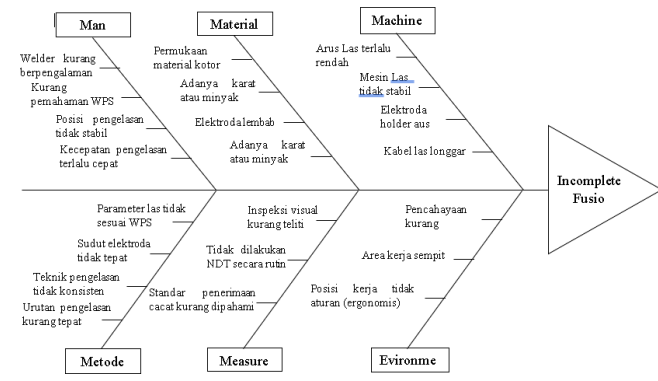 Man
Material
Machine
Welder kurang
berpengalaman
Kurang
pemahaman WPS
Posisi pengelasan
tidak stabil
Kecepatan pengelasan
terlalu cepat
Permukaan
material kotor
Adanya karat
atau minyak
Elektroda lembab
Adanya karat
atau minyak
Arus Las terlalu
rendah
Mesin Las
tidak stabil
Elektroda
holder aus
Kabel las longgar
Incomplete
Fusio
Parameter las tidak
sesuai WPS
Sudut elektroda
tidak tepat
Teknik pengelasan
tidak konsisten
Urutan pengelasan
kurang tepat
Inspeksi visual
kurang teliti
Tidak dilakukan
NDT secara rutin
Standar penerimaan
cacat kurang dipahami
Pencahayaan
kurang
Area kerja sempit
Posisi kerja tidak
aturan (ergonomis)
Metode
Measure
Evironme